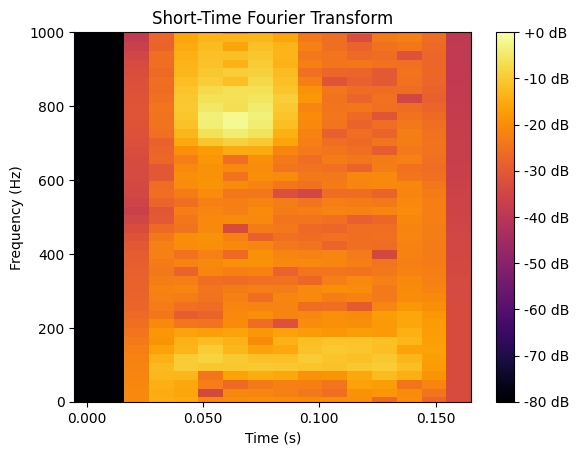 Short-Time Fourier Transform
Frequency (Hz)
1000
800
600
400
200
0
0.000
0.050
0.100
0.150
Time (s)
+0 dB
-10 dB
-20 dB
-30 dB
-40 dB
-50 dB
-60 dB
-70 dB
-80 dB